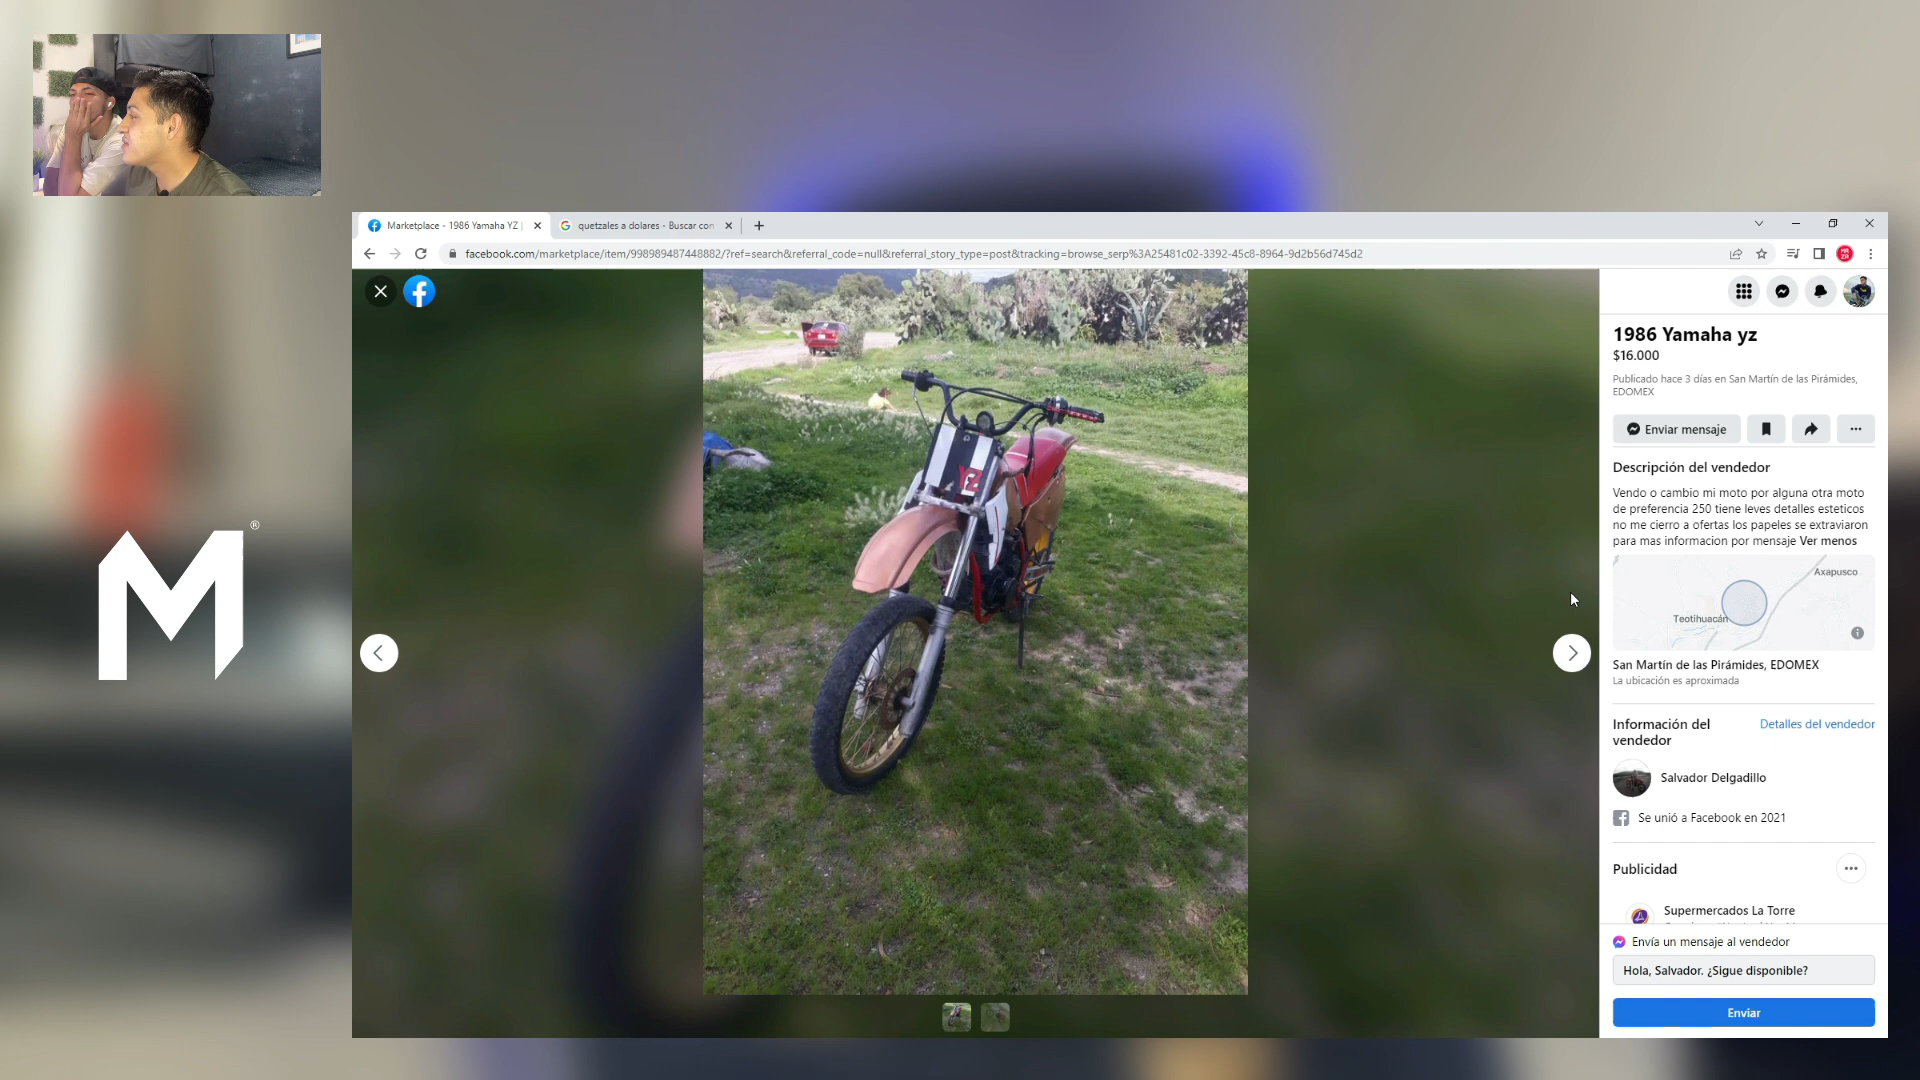 Marketplace - 1986 Yamaha YZ |
quetzales a dolares - Buscar con
facebook.com/marketplace/item/998989487448882/?ref=search&referral_code=null&referral_story_type=post&tracking=browse_serp%3A25481c02-3392-45c8-8964-9d2b56d745d2
1986 Yamaha yz
$16.000
Publicado hace 3 días en San Martín de las Pirámides,
EDOMEX
Enviar mensaje
Descripción del vendedor
Vendo o cambio mi moto por alguna otra moto
de preferencia 250 tiene leves detalles esteticos
no me cierro a ofertas los papeles se extraviaron
para mas informacion por mensaje Ver menos
Axapusco
Teotihuacán
San Martín de las Pirámides, EDOMEX
La ubicación es aproximada
Información del
vendedor
Detalles del vendedor
Salvador Delgadillo
Se unió a Facebook en 2021
Publicidad
Supermercados La Torre
Envía un mensaje al vendedor
Hola, Salvador. ¿Sigue disponible?
Enviar
YZ
M®